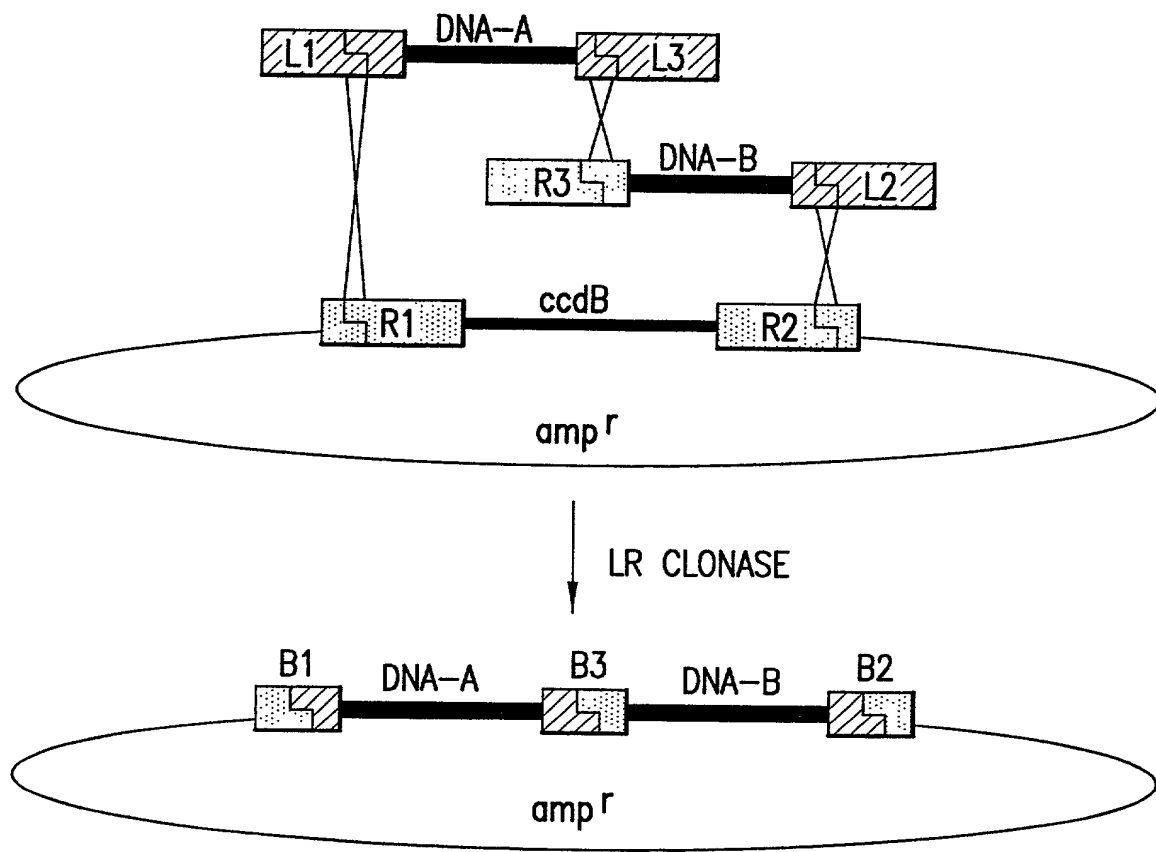 DNA-A
L1
L3
DNA-B
R3
L2
ccdB
R1
R2
amp r
LR CLONASE
B1
DNA-A
B3
DNA-B
B2
amp r